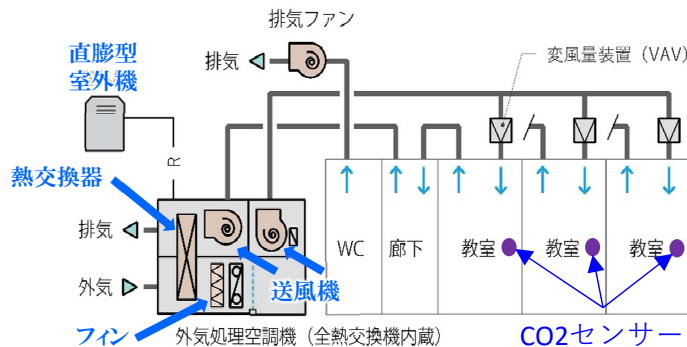 排気ファン
直膨型
室外機
排気
変風量装置（VAV）
R
熱交換器
排気
WC
廊下
教室
教室
教室
外気
送風機
フィン
外気処理空調機（全熱交換機内蔵）
CO2センサー